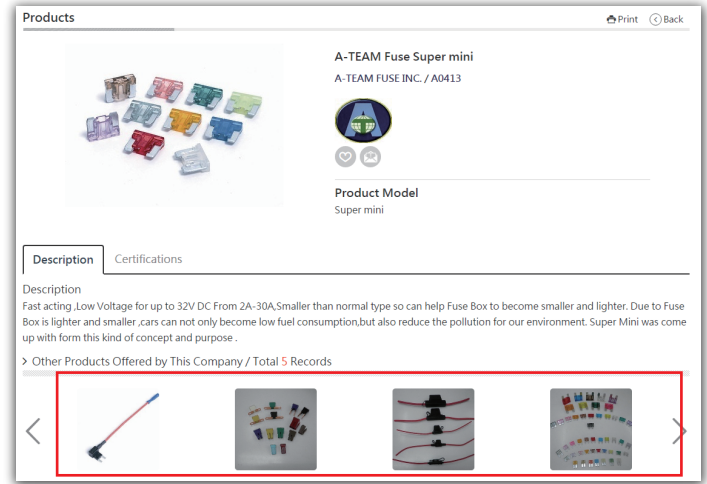 Products
Print
Back
A-TEAM Fuse Super mini
A-TEAM FUSE INC. / A0413
Product Model
Super mini
Description
Certifications
Description
Fast acting ,Low Voltage for up to 32V DC From 2A-30A,Smaller than normal type so can help Fuse Box to become smaller and lighter. Due to Fuse
Box is lighter and smaller ,cars can not only become low fuel consumption,but also reduce the pollution for our environment. Super Mini was come
up with form this kind of concept and purpose .
> Other Products Offered by This Company / Total 5 Records